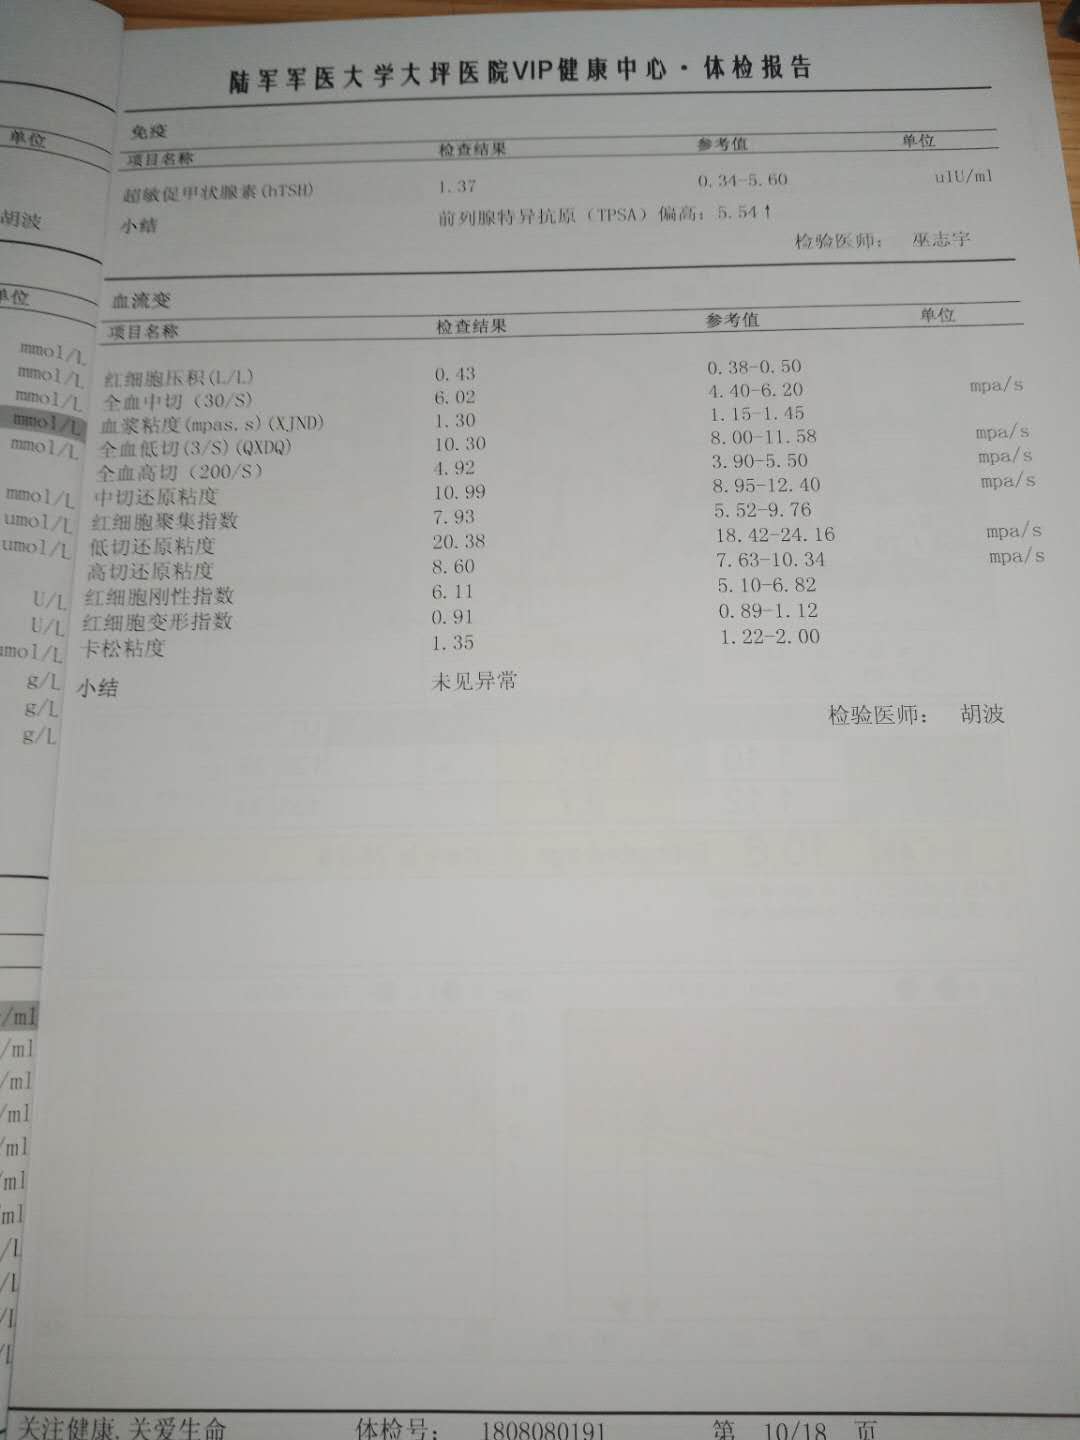 陆军军医大学大坪医院VIP健康中心·体检报告
免疫
项目名称 检查结果 参考值 单位
超敏促甲状腺素(hTSH) 1.37 0.34-5.60 uIU/ml
小结 前列腺特异抗原（TPSA）偏高：5.54↑
检验医师： 巫志宇
血流变
项目名称 检查结果 参考值 单位
红细胞压积(L/L) 0.43 0.38-0.50
全血中切（30/S） 6.02 4.40-6.20 mpa/s
血浆粘度(mpas.s)(XJND) 1.30 1.15-1.45
全血低切(3/S)(QXDQ) 10.30 8.00-11.58 mpa/s
全血高切（200/S） 4.92 3.90-5.50 mpa/s
中切还原粘度 10.99 8.95-12.40 mpa/s
红细胞聚集指数 7.93 5.52-9.76
低切还原粘度 20.38 18.42-24.16 mpa/s
高切还原粘度 8.60 7.63-10.34 mpa/s
红细胞刚性指数 6.11 5.10-6.82
红细胞变形指数 0.91 0.89-1.12
卡松粘度 1.35 1.22-2.00
小结 未见异常
检验医师： 胡波
关注健康,关爱生命 体检号： 1808080191 第 10/18 页
单位
胡波
单位
mmol/L
mmol/L
mmol/L
mmol/L
mmol/L
mmol/L
umol/L
umol/L
U/L
U/L
umol/L
g/L
g/L
g/L
/ml
/ml
/ml
/ml
/ml
/ml
/ml
/L
/L
/L
/L